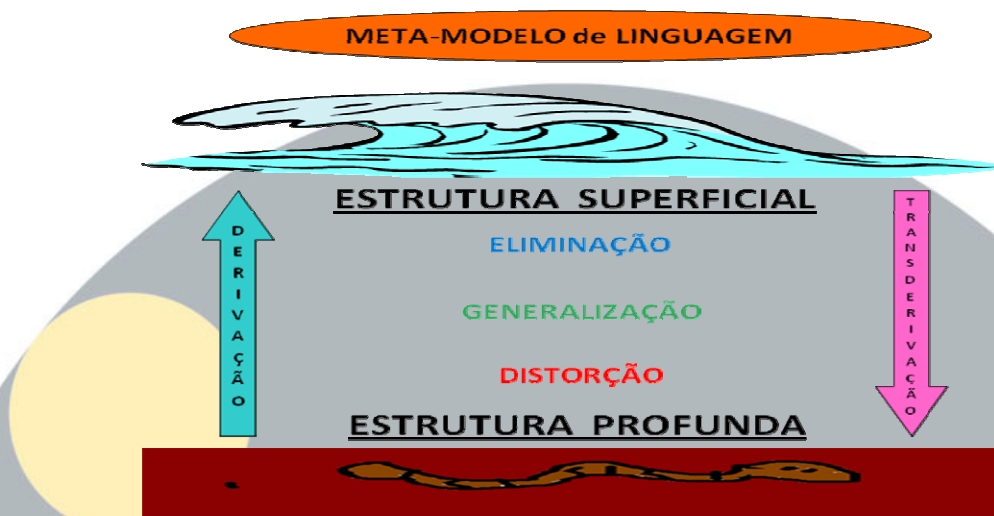 META-MODELO de LINGUAGEM
ESTRUTURA SUPERFICIAL
DERIVAÇÃO
ELIMINAÇÃO
GENERALIZAÇÃO
DISTORÇÃO
TRANSDERIVAÇÃO
ESTRUTURA PROFUNDA